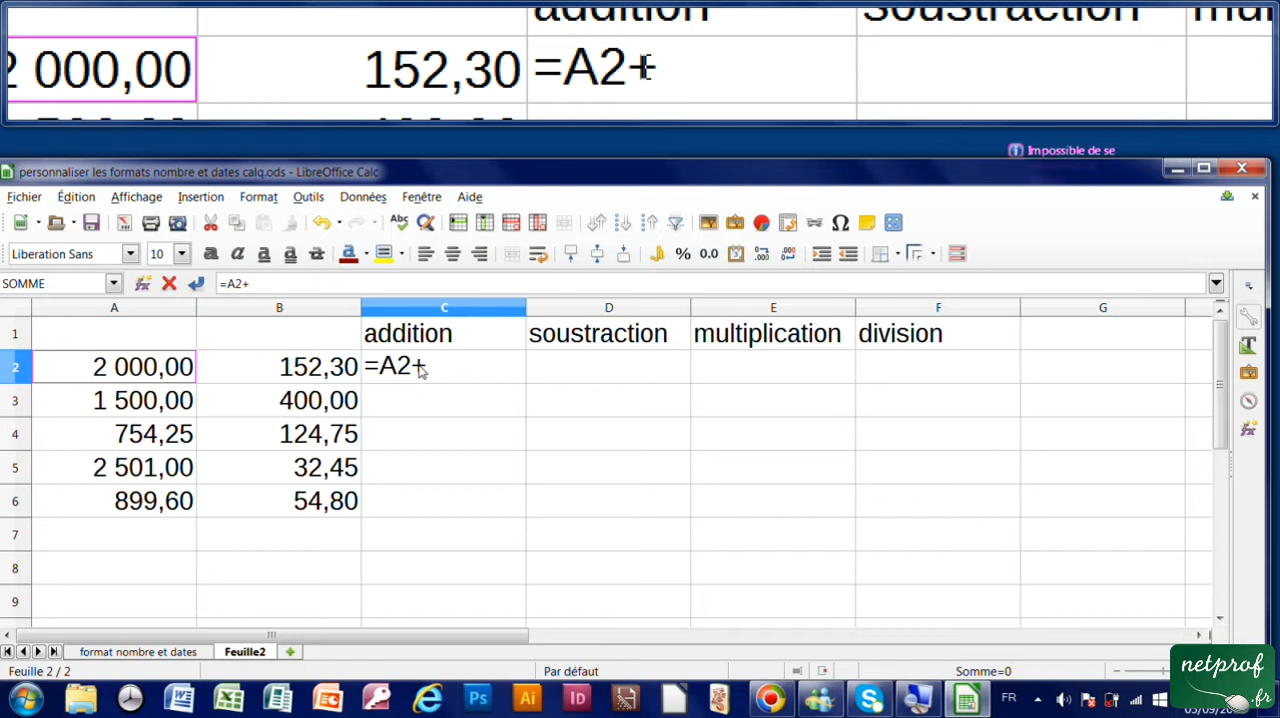 addition soustraction
2 000,00 152,30 =A2+
Impossible de se
personnaliser les formats nombre et dates calq.ods - LibreOffice Calc
Fichier Édition Affichage Insertion Format Outils Données Fenêtre Aide
Liberation Sans 10
SOMME =A2+
A B C D E F G
1 addition soustraction multiplication division
2 2 000,00 152,30 =A2+
3 1 500,00 400,00
4 754,25 124,75
5 2 501,00 32,45
6 899,60 54,80
7
8
9
format nombre et dates Feuille2
Feuille 2 / 2 Par défaut Somme=0
netprof
.fr
FR